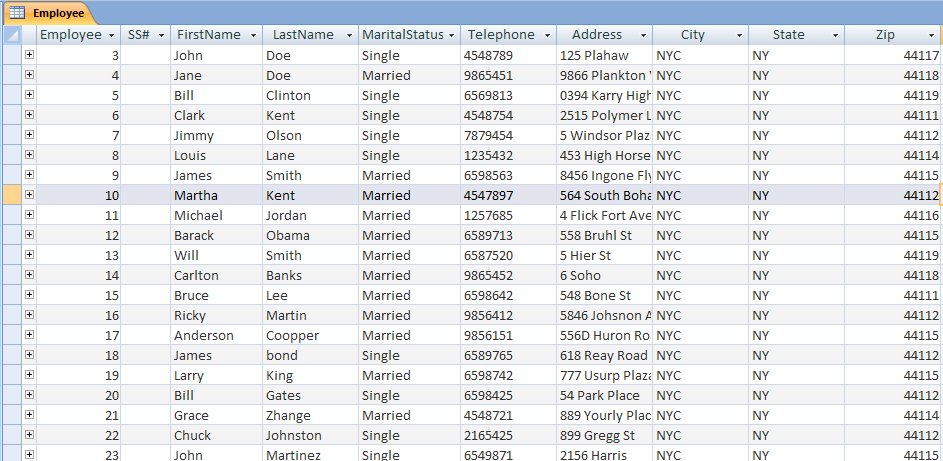 Employee
Employee SS# FirstName LastName MaritalStatus Telephone Address City State Zip
3 John Doe Single 4548789 125 Plahaw NYC NY 44117
4 Jane Doe Married 9865451 9866 Plankton NYC NY 44118
5 Bill Clinton Single 6569813 0394 Karry High NYC NY 44119
6 Clark Kent Single 4548754 2515 Polymer L NYC NY 44111
7 Jimmy Olson Single 7879454 5 Windsor Plaz NYC NY 44112
8 Louis Lane Single 1235432 453 High Horse NYC NY 44114
9 James Smith Married 6598563 8456 Ingone Fly NYC NY 44115
10 Martha Kent Married 4547897 564 South Boha NYC NY 44112
11 Michael Jordan Married 1257685 4 Flick Fort Ave NYC NY 44116
12 Barack Obama Married 6589713 558 Bruhl St NYC NY 44115
13 Will Smith Married 6587520 5 Hier St NYC NY 44119
14 Carlton Banks Married 9865452 6 Soho NYC NY 44118
15 Bruce Lee Married 6598642 548 Bone St NYC NY 44111
16 Ricky Martin Married 9856412 5846 Johsnon A NYC NY 44112
17 Anderson Coopper Married 9856151 556D Huron Roa NYC NY 44115
18 James bond Single 6589765 618 Reay Road NYC NY 44112
19 Larry King Married 6598742 777 Usurp Plaza NYC NY 44115
20 Bill Gates Single 6598425 54 Park Place NYC NY 44112
21 Grace Zhange Married 4548721 889 Yourly Plac NYC NY 44114
22 Chuck Johnston Single 2165425 899 Gregg St NYC NY 44112
23 John Martinez Single 6549871 2156 Harris NYC NY 44115